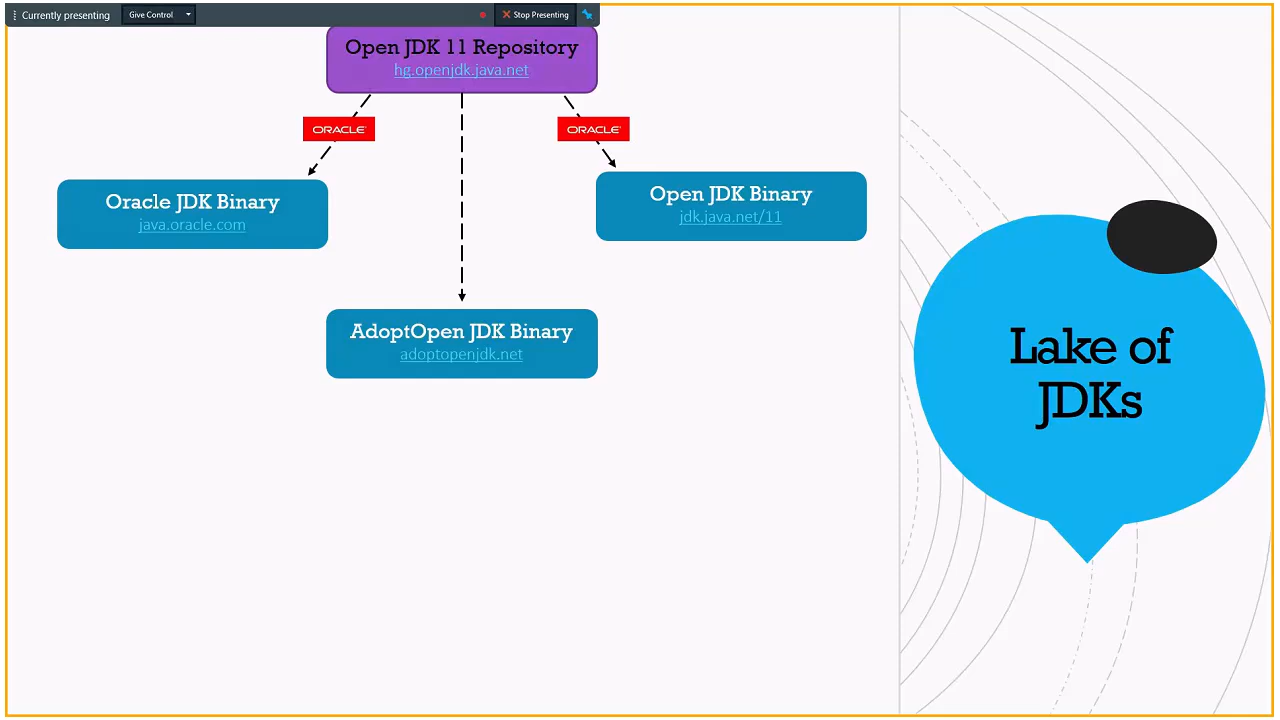 Currently presenting
Give Control
Stop Presenting
Open JDK 11 Repository
hg.openjdk.java.net
ORACLE
ORACLE
Oracle JDK Binary
java.oracle.com
Open JDK Binary
jdk.java.net/11
AdoptOpen JDK Binary
adoptopenjdk.net
Lake of
JDKs